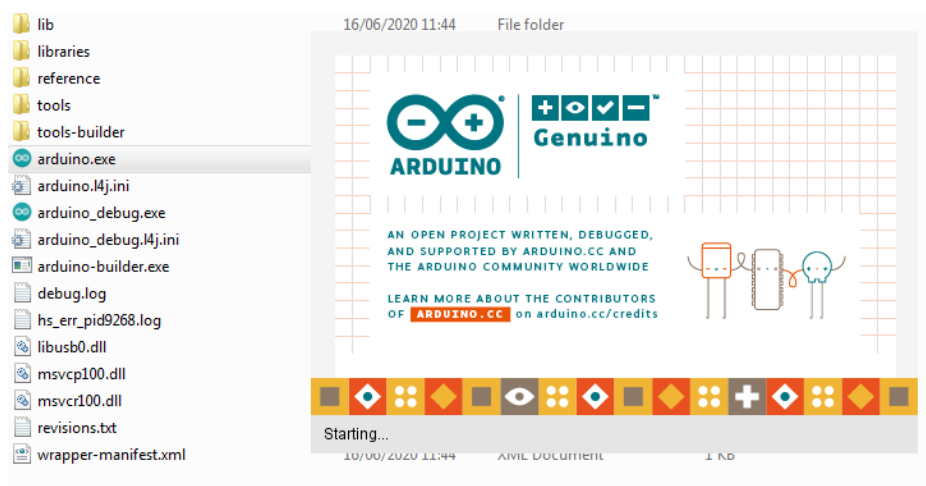 lib 16/06/2020 11:44 File folder
libraries
reference
tools
tools-builder
arduino.exe
arduino.l4j.ini
arduino_debug.exe
arduino_debug.l4j.ini
arduino-builder.exe
debug.log
hs_err_pid9268.log
libusb0.dll
msvcp100.dll
msvcr100.dll
revisions.txt
wrapper-manifest.xml 16/06/2020 11:44 XML Document 1 KB
ARDUINO
Genuino ™
AN OPEN PROJECT WRITTEN, DEBUGGED,
AND SUPPORTED BY ARDUINO.CC AND
THE ARDUINO COMMUNITY WORLDWIDE
LEARN MORE ABOUT THE CONTRIBUTORS
OF ARDUINO.CC on arduino.cc/credits
Starting...